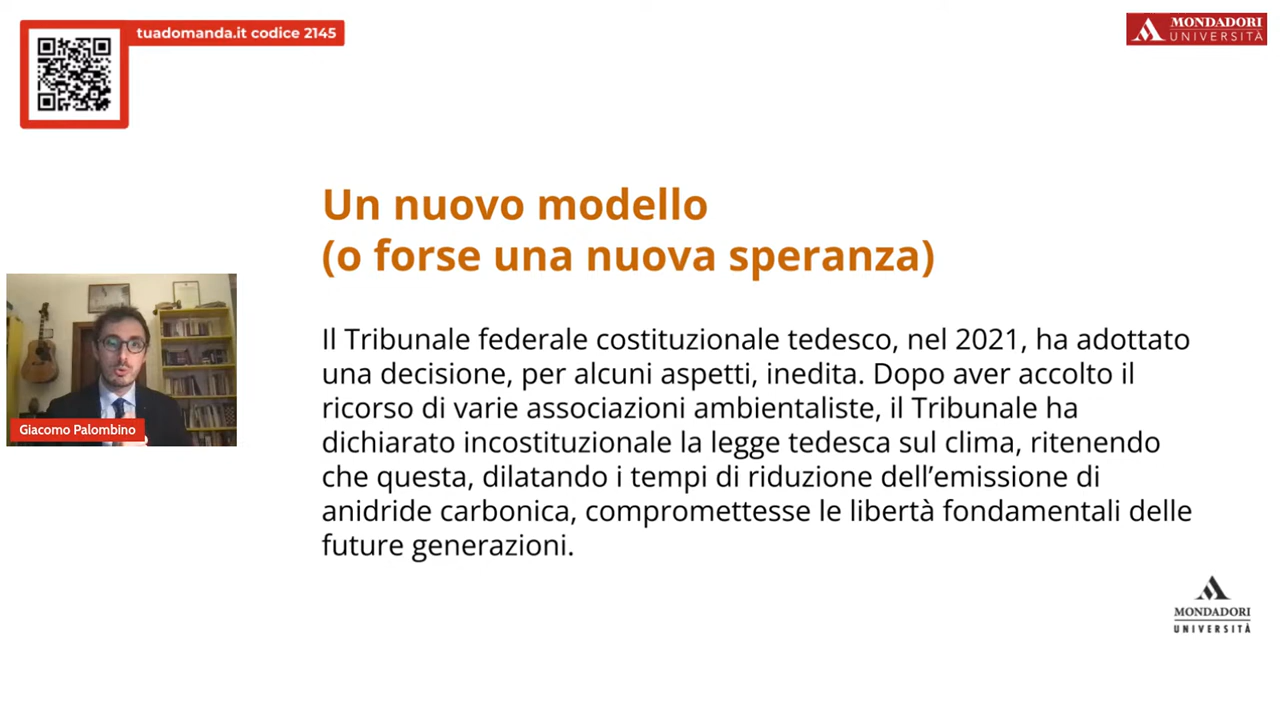 tuadomanda.it codice 2145
MONDADORI
UNIVERSITÀ
Un nuovo modello
(o forse una nuova speranza)
Il Tribunale federale costituzionale tedesco, nel 2021, ha adottato
una decisione, per alcuni aspetti, inedita. Dopo aver accolto il
ricorso di varie associazioni ambientaliste, il Tribunale ha
dichiarato incostituzionale la legge tedesca sul clima, ritenendo
che questa, dilatando i tempi di riduzione dell’emissione di
anidride carbonica, compromettesse le libertà fondamentali delle
future generazioni.
Giacomo Palombino
MONDADORI
UNIVERSITÀ